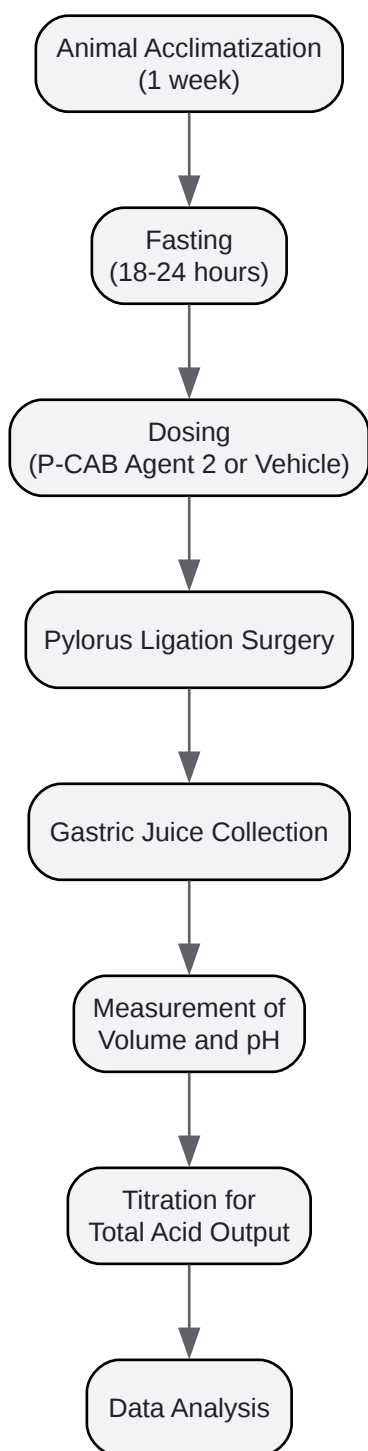 Animal Acclimatization
(1 week)
Fasting
(18-24 hours)
Dosing
(P-CAB Agent 2 or Vehicle)
Pylorus Ligation Surgery
Gastric Juice Collection
Measurement of
Volume and pH
Titration for
Total Acid Output
Data Analysis